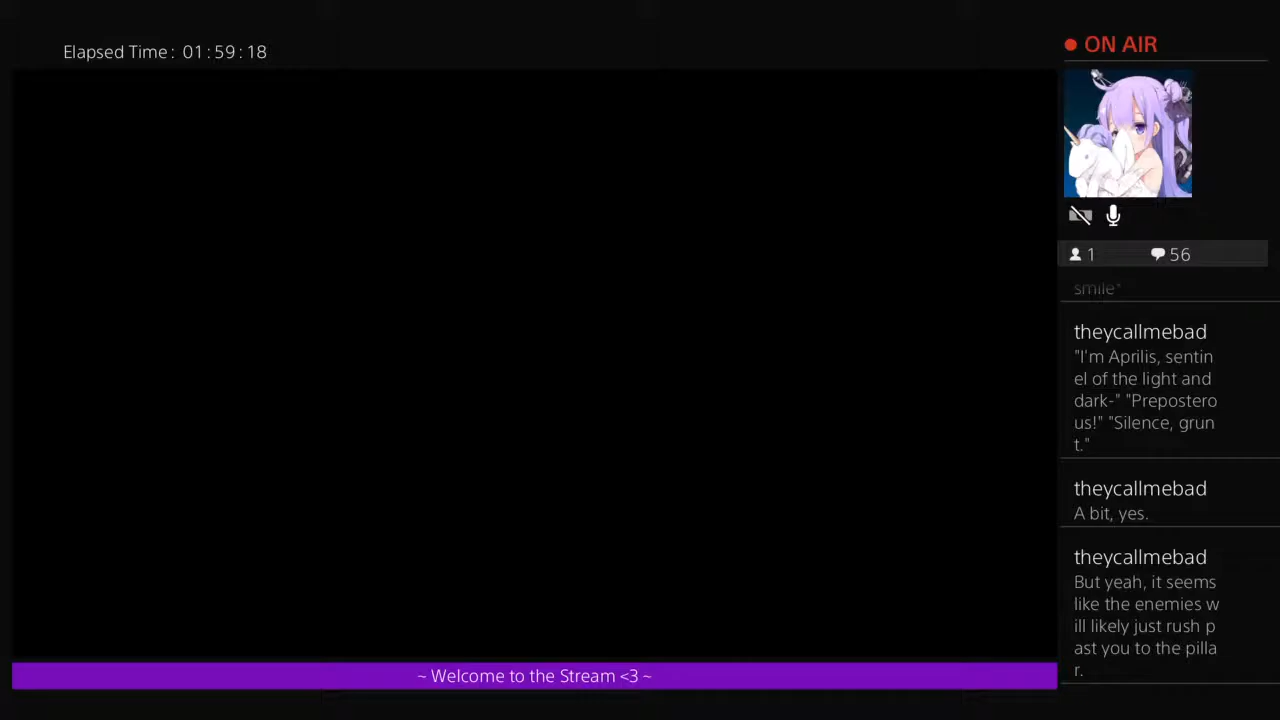 Elapsed Time: 01:59:18
ON AIR
1 56
smile*
theycallmebad
"I'm Aprilis, sentin
el of the light and
dark-" "Preposterо
us!" "Silence, grun
t."
theycallmebad
A bit, yes.
theycallmebad
But yeah, it seems
like the enemies w
ill likely just rush p
ast you to the pilla
r.
~ Welcome to the Stream <3 ~